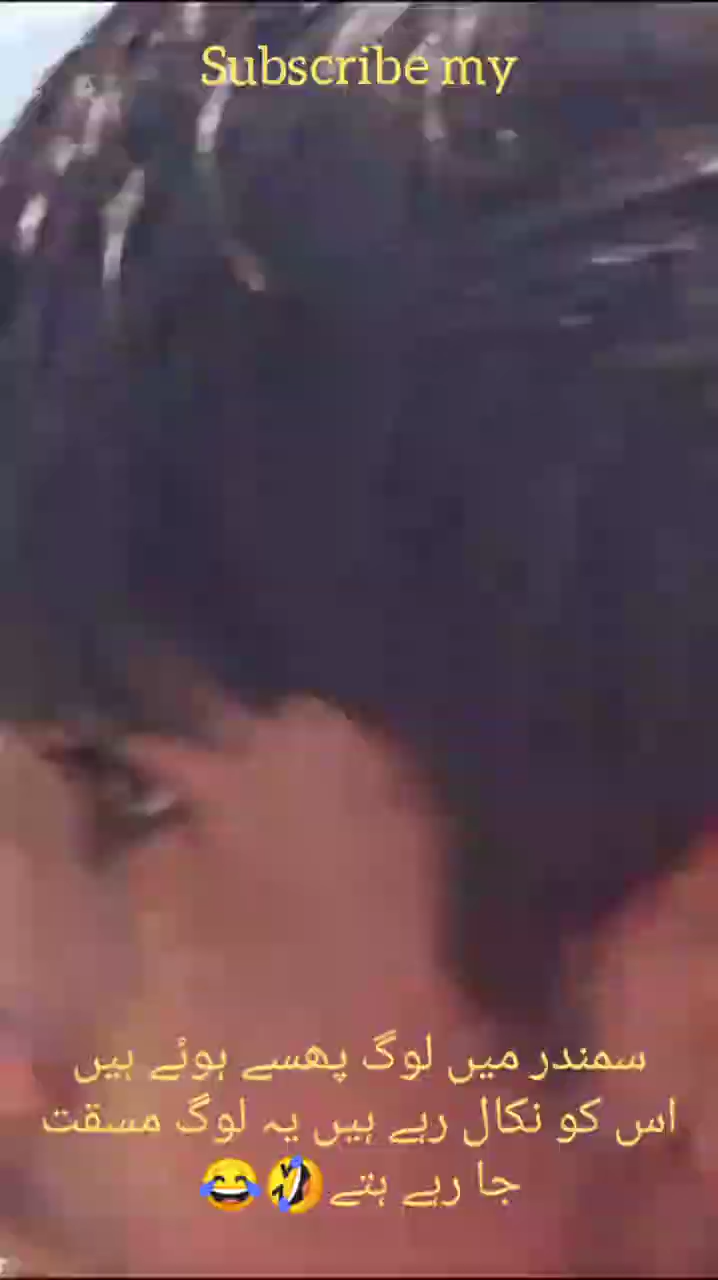 Subscribe my
سمندر میں لوگ پھسے ہوئے ہیں
اس کو نکال رہے ہیں یہ لوگ مسقت
جا رہے ہتے 🤣😂